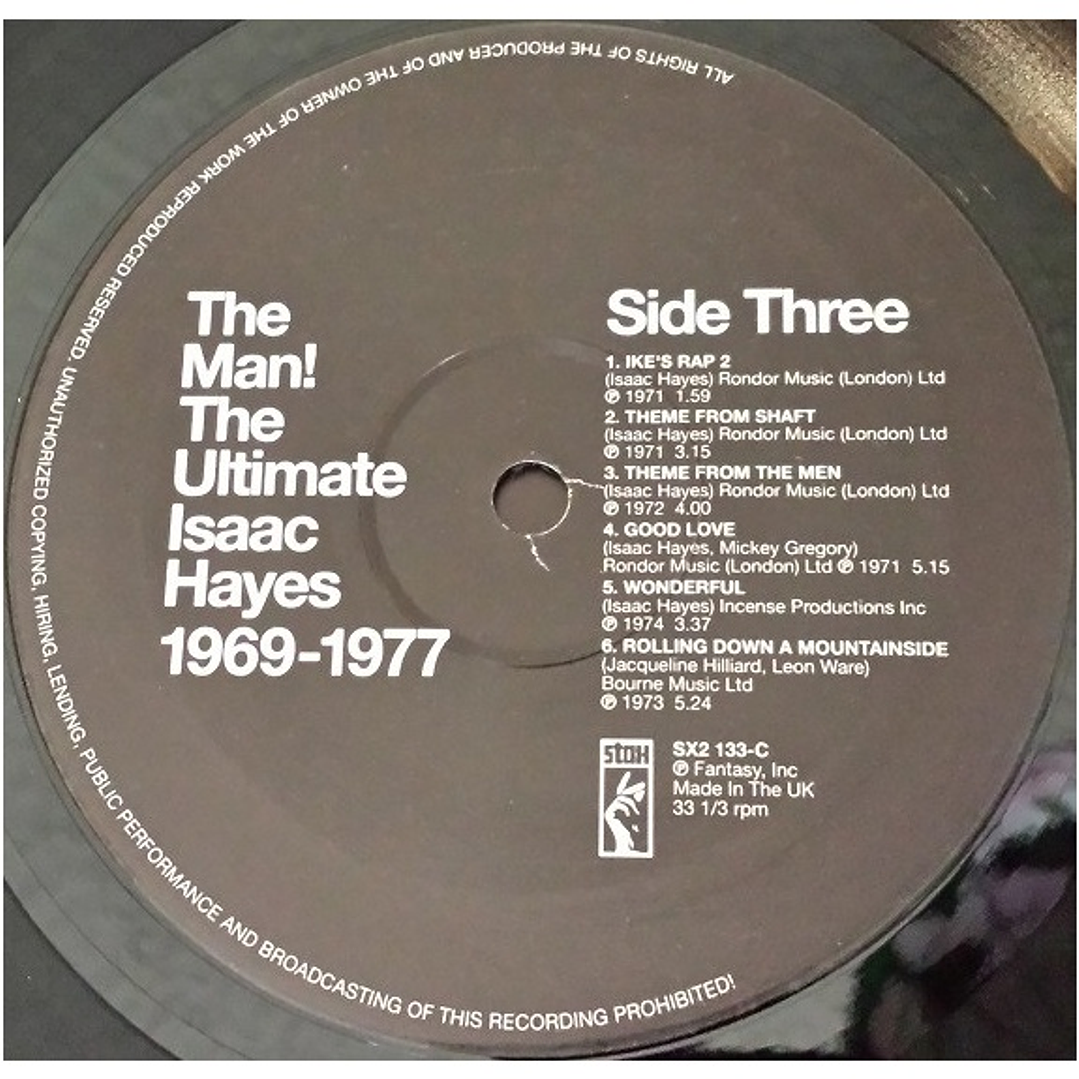 ALL RIGHTS OF THE PRODUCER AND OF THE OWNER OF THE WORK REPRODUCED RESERVED. UNAUTHORIZED COPYING, HIRING, LENDING, PUBLIC PERFORMANCE AND BROADCASTING OF THIS RECORDING PROHIBITED!
The
Man!
The
Ultimate
Isaac
Hayes
1969-1977
Side Three
1. IKE'S RAP 2
(Isaac Hayes) Rondor Music (London) Ltd
℗ 1971 1.59
2. THEME FROM SHAFT
(Isaac Hayes) Rondor Music (London) Ltd
℗ 1971 3.15
3. THEME FROM THE MEN
(Isaac Hayes) Rondor Music (London) Ltd
℗ 1972 4.00
4. GOOD LOVE
(Isaac Hayes, Mickey Gregory)
Rondor Music (London) Ltd ℗ 1971 5.15
5. WONDERFUL
(Isaac Hayes) Incense Productions Inc
℗ 1974 3.37
6. ROLLING DOWN A MOUNTAINSIDE
(Jacqueline Hilliard, Leon Ware)
Bourne Music Ltd
℗ 1973 5.24
stax
SX2 133-C
℗ Fantasy, Inc
Made In The UK
33 1/3 rpm